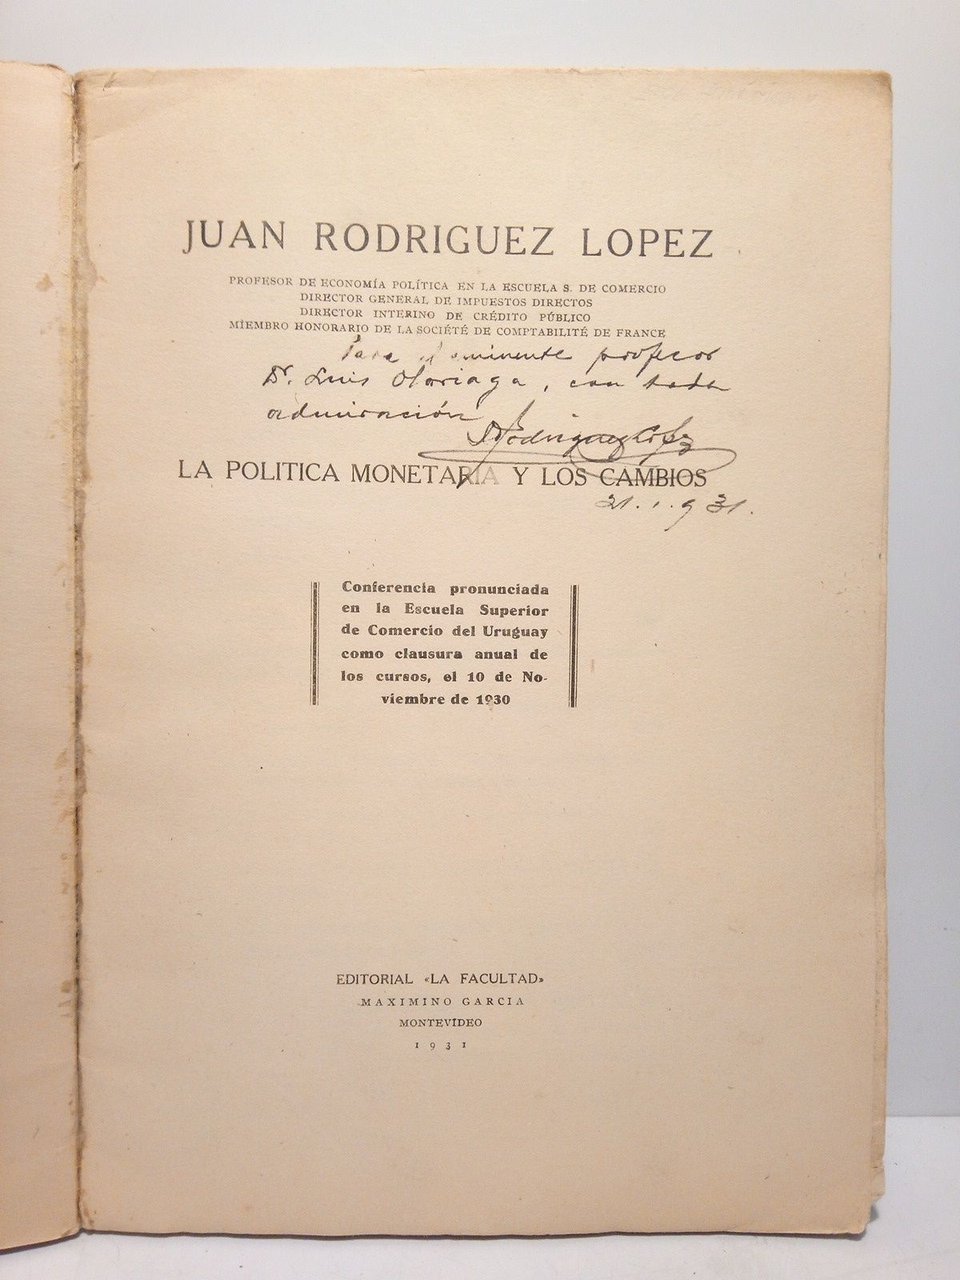 JUAN RODRIGUEZ LOPEZ
PROFESOR DE ECONOMÍA POLÍTICA EN LA ESCUELA S. DE COMERCIO
DIRECTOR GENERAL DE IMPUESTOS DIRECTOS
DIRECTOR INTERINO DE CRÉDITO PÚBLICO
MIEMBRO HONORARIO DE LA SOCIÉTÉ DE COMPTABILITÉ DE FRANCE
Para el eminente profesor
Dr. Luis Olariaga, con toda
admiración
JRodriguez López
LA POLITICA MONETARIA Y LOS CAMBIOS
21.1.931.
Conferencia pronunciada
en la Escuela Superior
de Comercio del Uruguay
como clausura anual de
los cursos, el 10 de No-
viembre de 1930
EDITORIAL «LA FACULTAD»
MAXIMINO GARCIA
MONTEVIDEO
1931